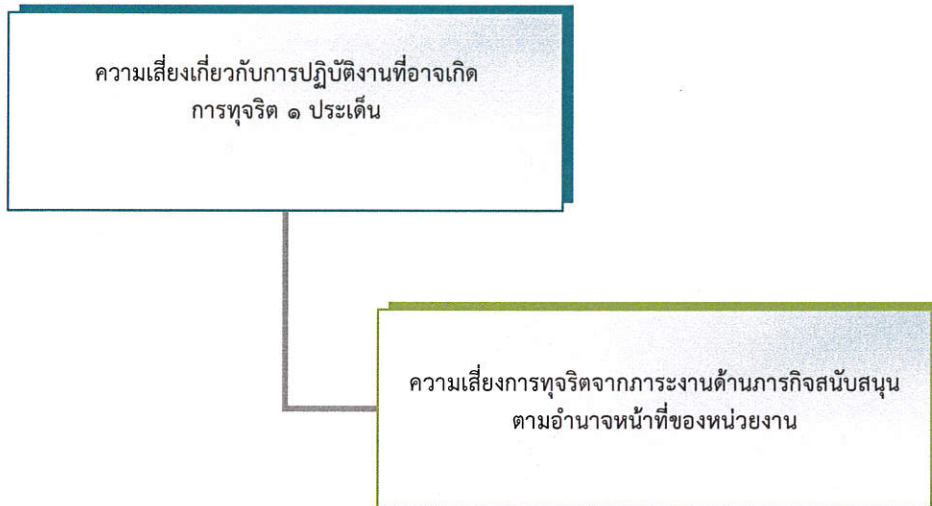 ความเสี่ยงเกี่ยวกับการปฏิบัติงานที่อาจเกิด
การทุจริต ๑ ประเด็น
ความเสี่ยงการทุจริตจากภาระงานด้านภารกิจสนับสนุน
ตามอำนาจหน้าที่ของหน่วยงาน